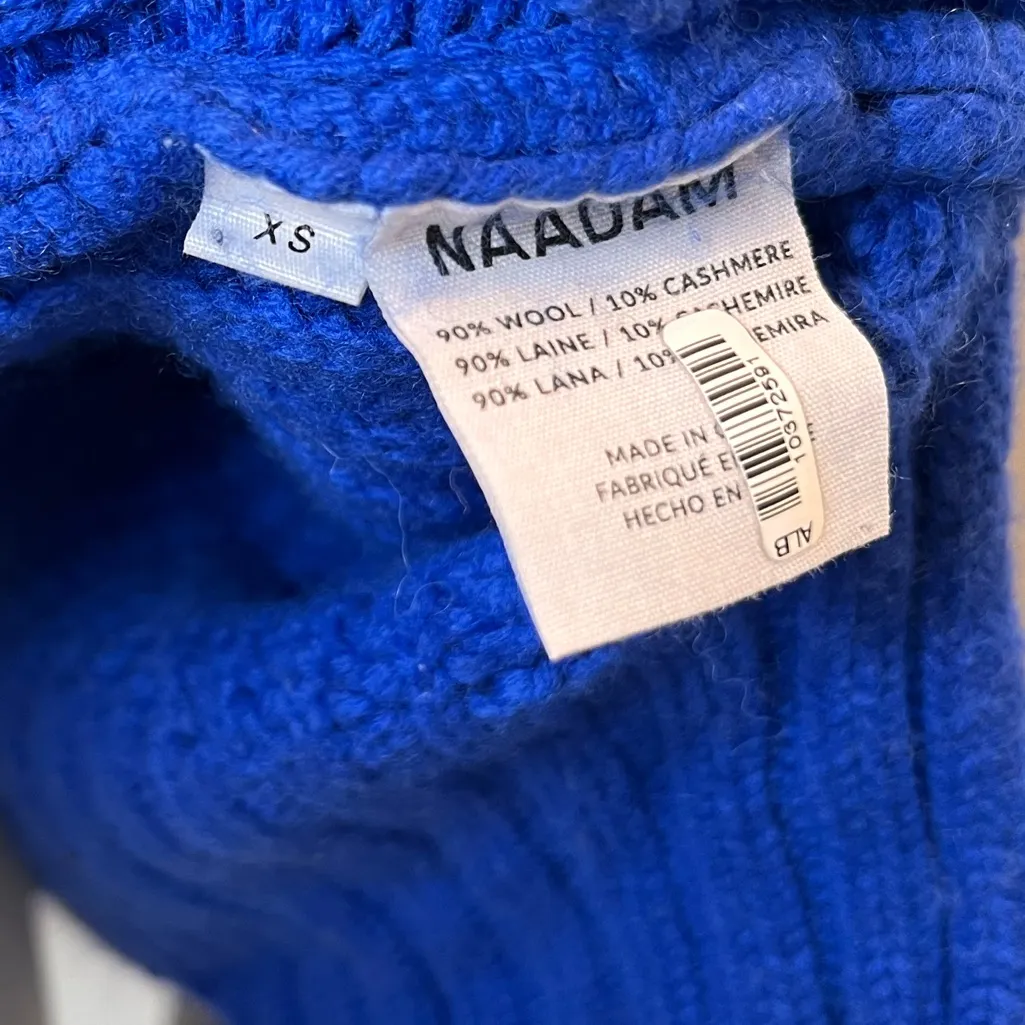 XS
NAADAM
90% WOOL / 10% CASHMERE
90% LAINE / 10%
90% LANA / 10%
MADE IN
FABRIQUÉ
HECHO EN
10372591
ALB